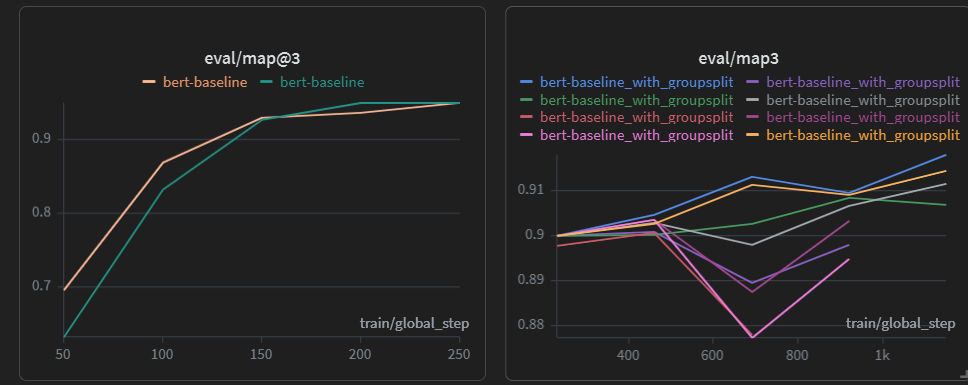 eval/map@3
bert-baseline bert-baseline
0.9
0.8
0.7
train/global_step
50 100 150 200 250
eval/map3
bert-baseline_with_groupsplit bert-baseline_with_groupsplit
bert-baseline_with_groupsplit bert-baseline_with_groupsplit
bert-baseline_with_groupsplit bert-baseline_with_groupsplit
bert-baseline_with_groupsplit bert-baseline_with_groupsplit
0.91
0.9
0.89
0.88
train/global_step
400 600 800 1k